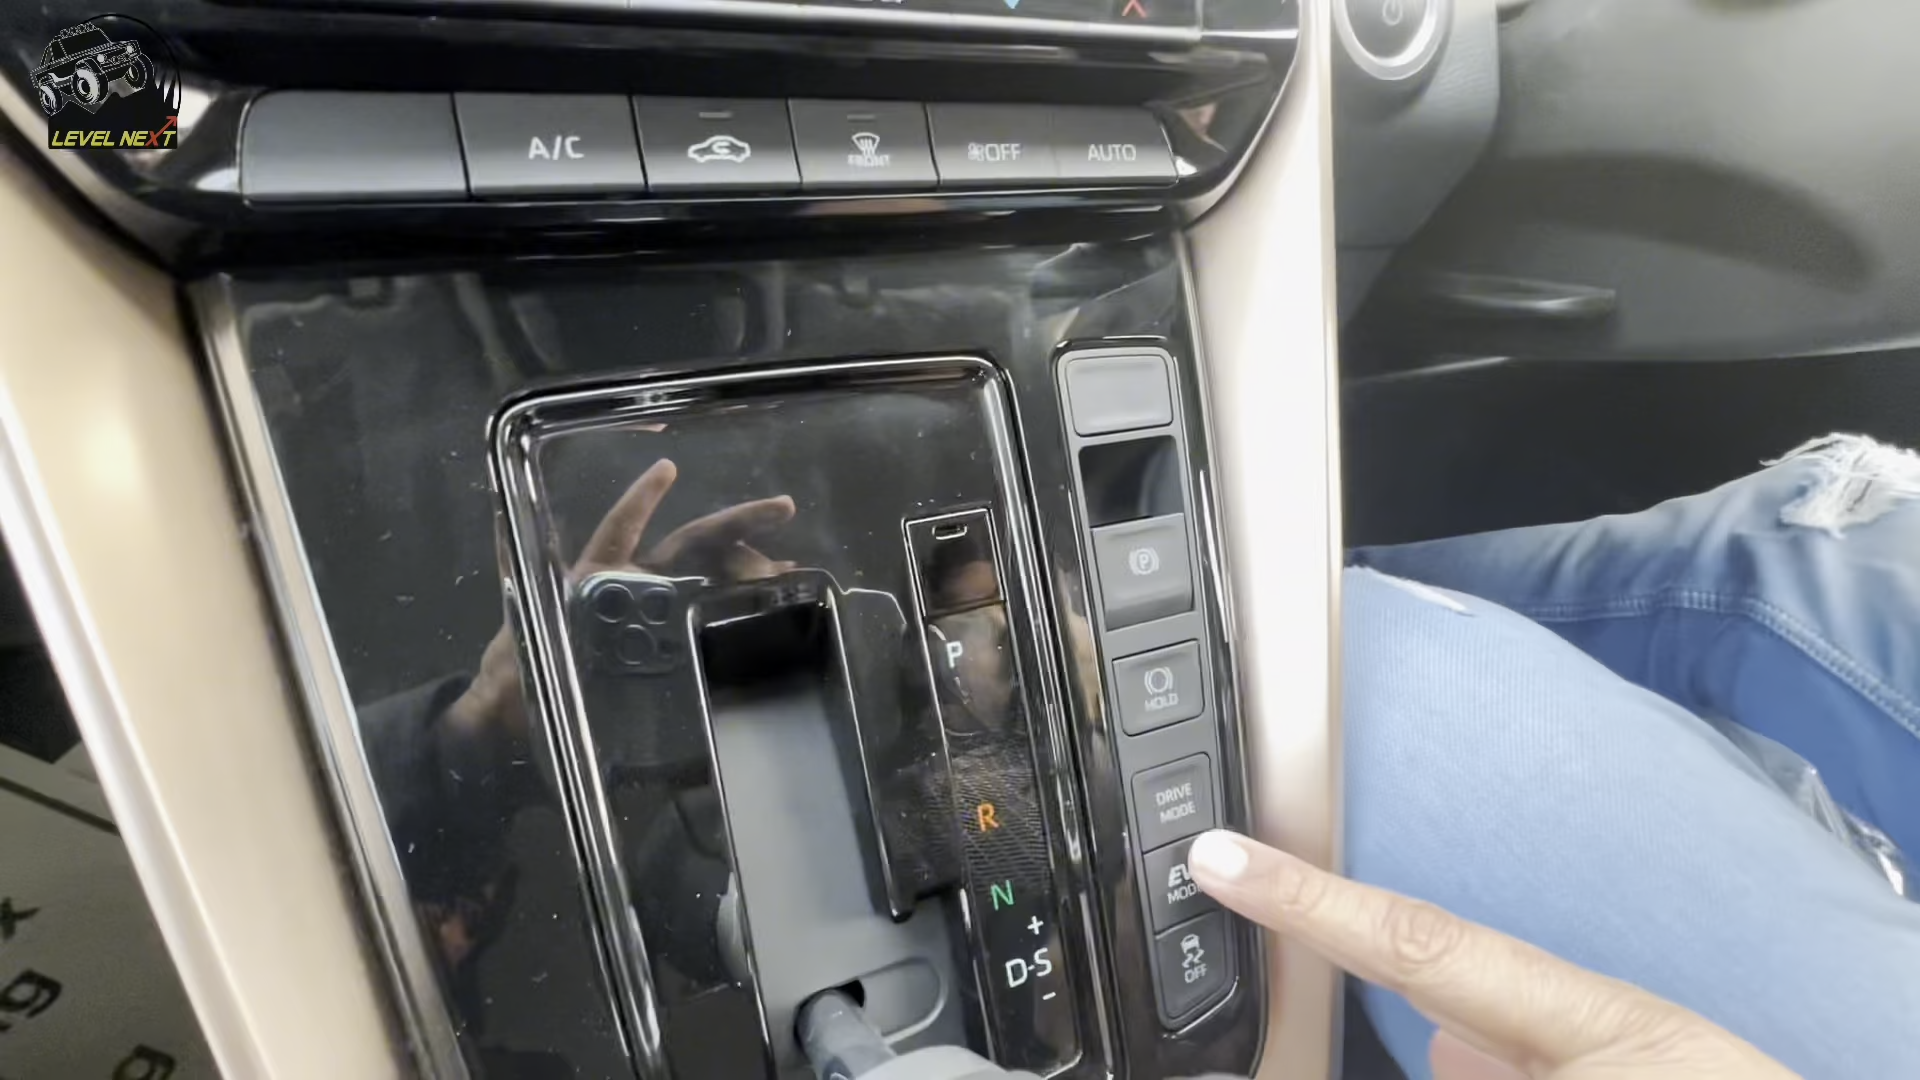 LEVEL NEXT
A/C
FRONT
OFF
AUTO
P
HOLD
P
DRIVE
MODE
R
EV
MODE
N
+
D-S
-
OFF